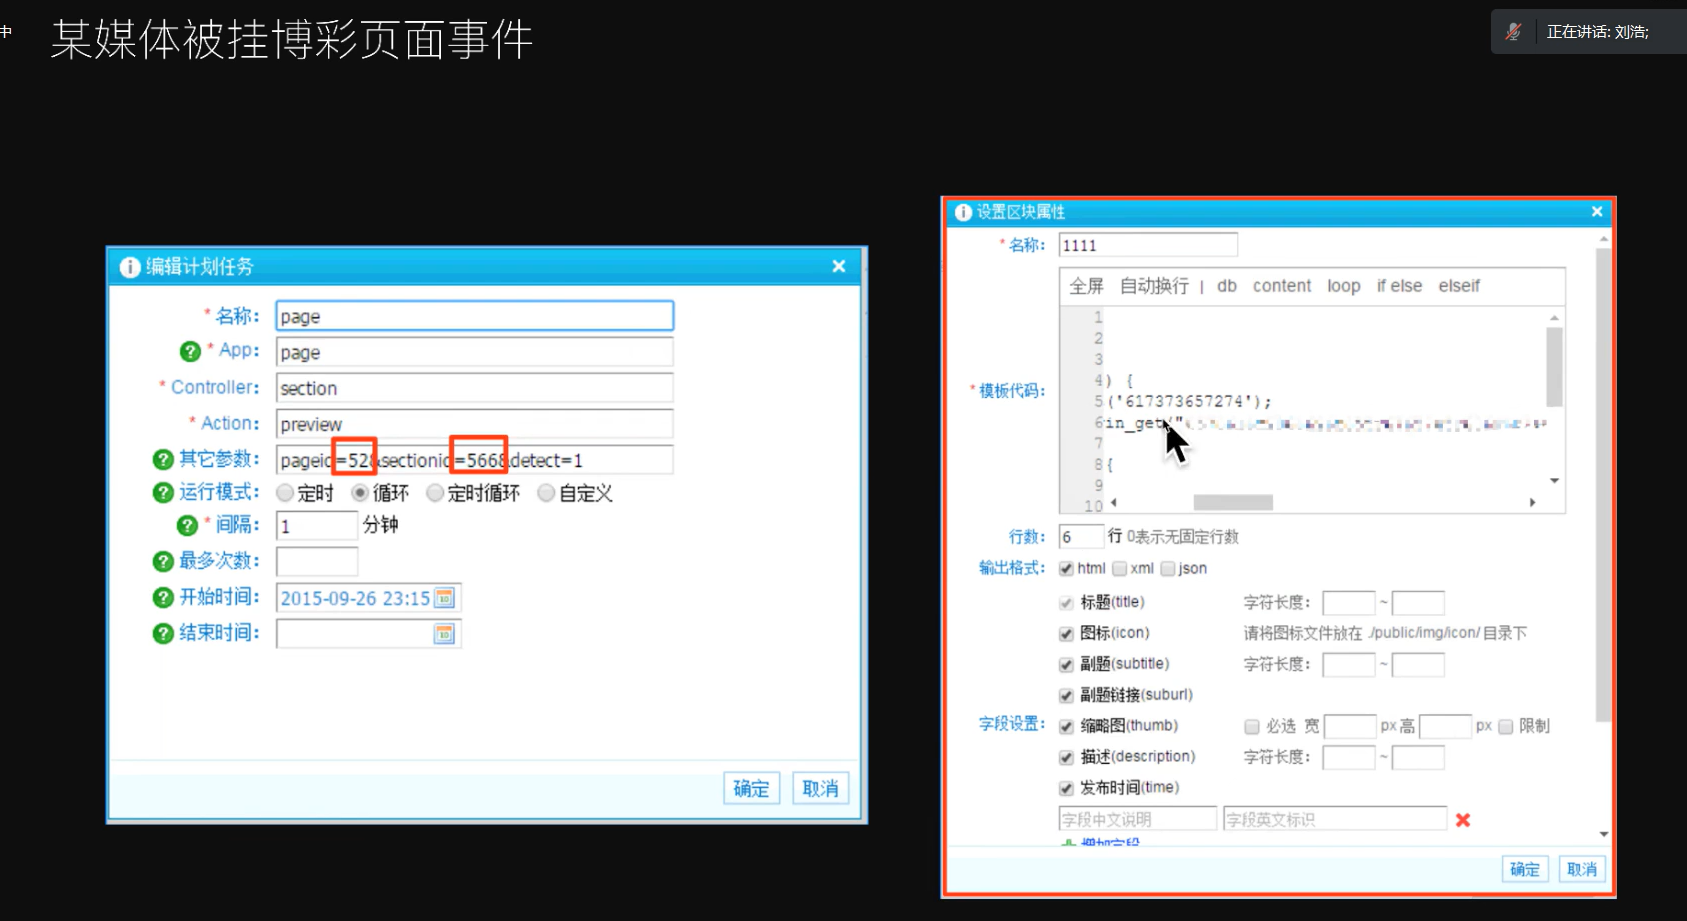 中
某媒体被挂博彩页面事件
正在讲话: 刘浩;
编辑计划任务
* 名称: page
* App: page
* Controller: section
* Action: preview
其它参数: pageid=528&sectionid=5668&detect=1
运行模式: 定时 循环 定时循环 自定义
* 间隔: 1 分钟
最多次数:
开始时间: 2015-09-26 23:15
结束时间:
确定 取消
设置区块属性
* 名称: 1111
全屏 自动换行 | db content loop if else elseif
* 模板代码:
1
2
3
4 ) {
5 ('617373657274');
6 in_get("
7
8 {
9
10
行数: 6 行 0表示无固定行数
输出格式: html xml json
字段设置:
标题(title) 字符长度: ~
图标(icon) 请将图标文件放在 ./public/img/icon/ 目录下
副题(subtitle) 字符长度: ~
副题链接(suburl)
缩略图(thumb) 必选 宽 px 高 px 限制
描述(description) 字符长度: ~
发布时间(time)
字段中文说明 字段英文标识
增加字段
确定 取消